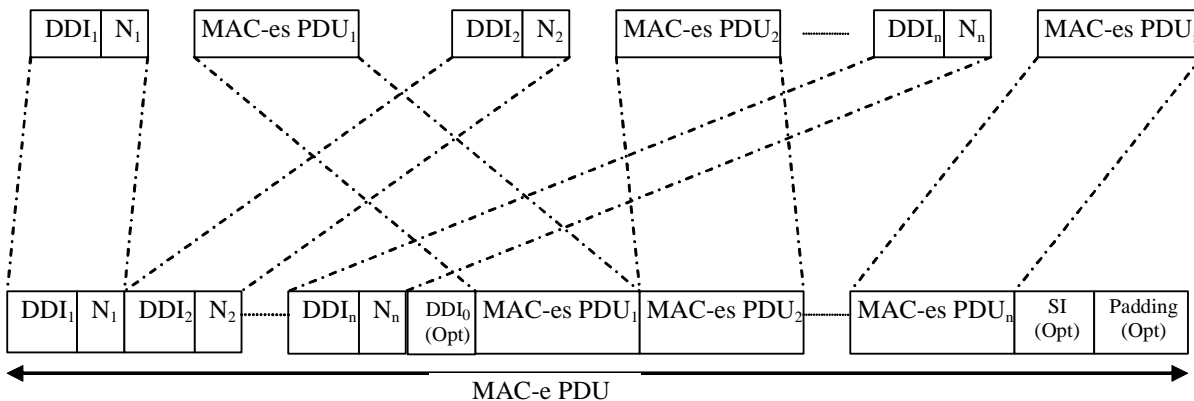 DDI₁ N₁ MAC-es PDU₁ DDI₂ N₂ MAC-es PDU₂ DDIₙ Nₙ MAC-es PDU
DDI₁ N₁ DDI₂ N₂ DDIₙ Nₙ DDI₀ (Opt) MAC-es PDU₁ MAC-es PDU₂ MAC-es PDUₙ SI (Opt) Padding (Opt)
MAC-e PDU